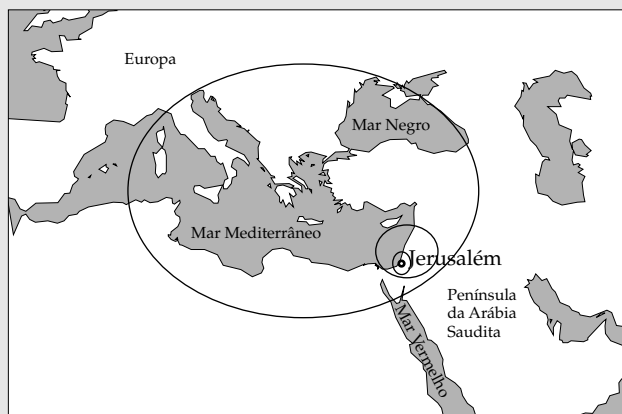 Europa
Mar Negro
Mar Mediterrâneo
Jerusalém
Península
da Arábia
Saudita
Mar Vermelho